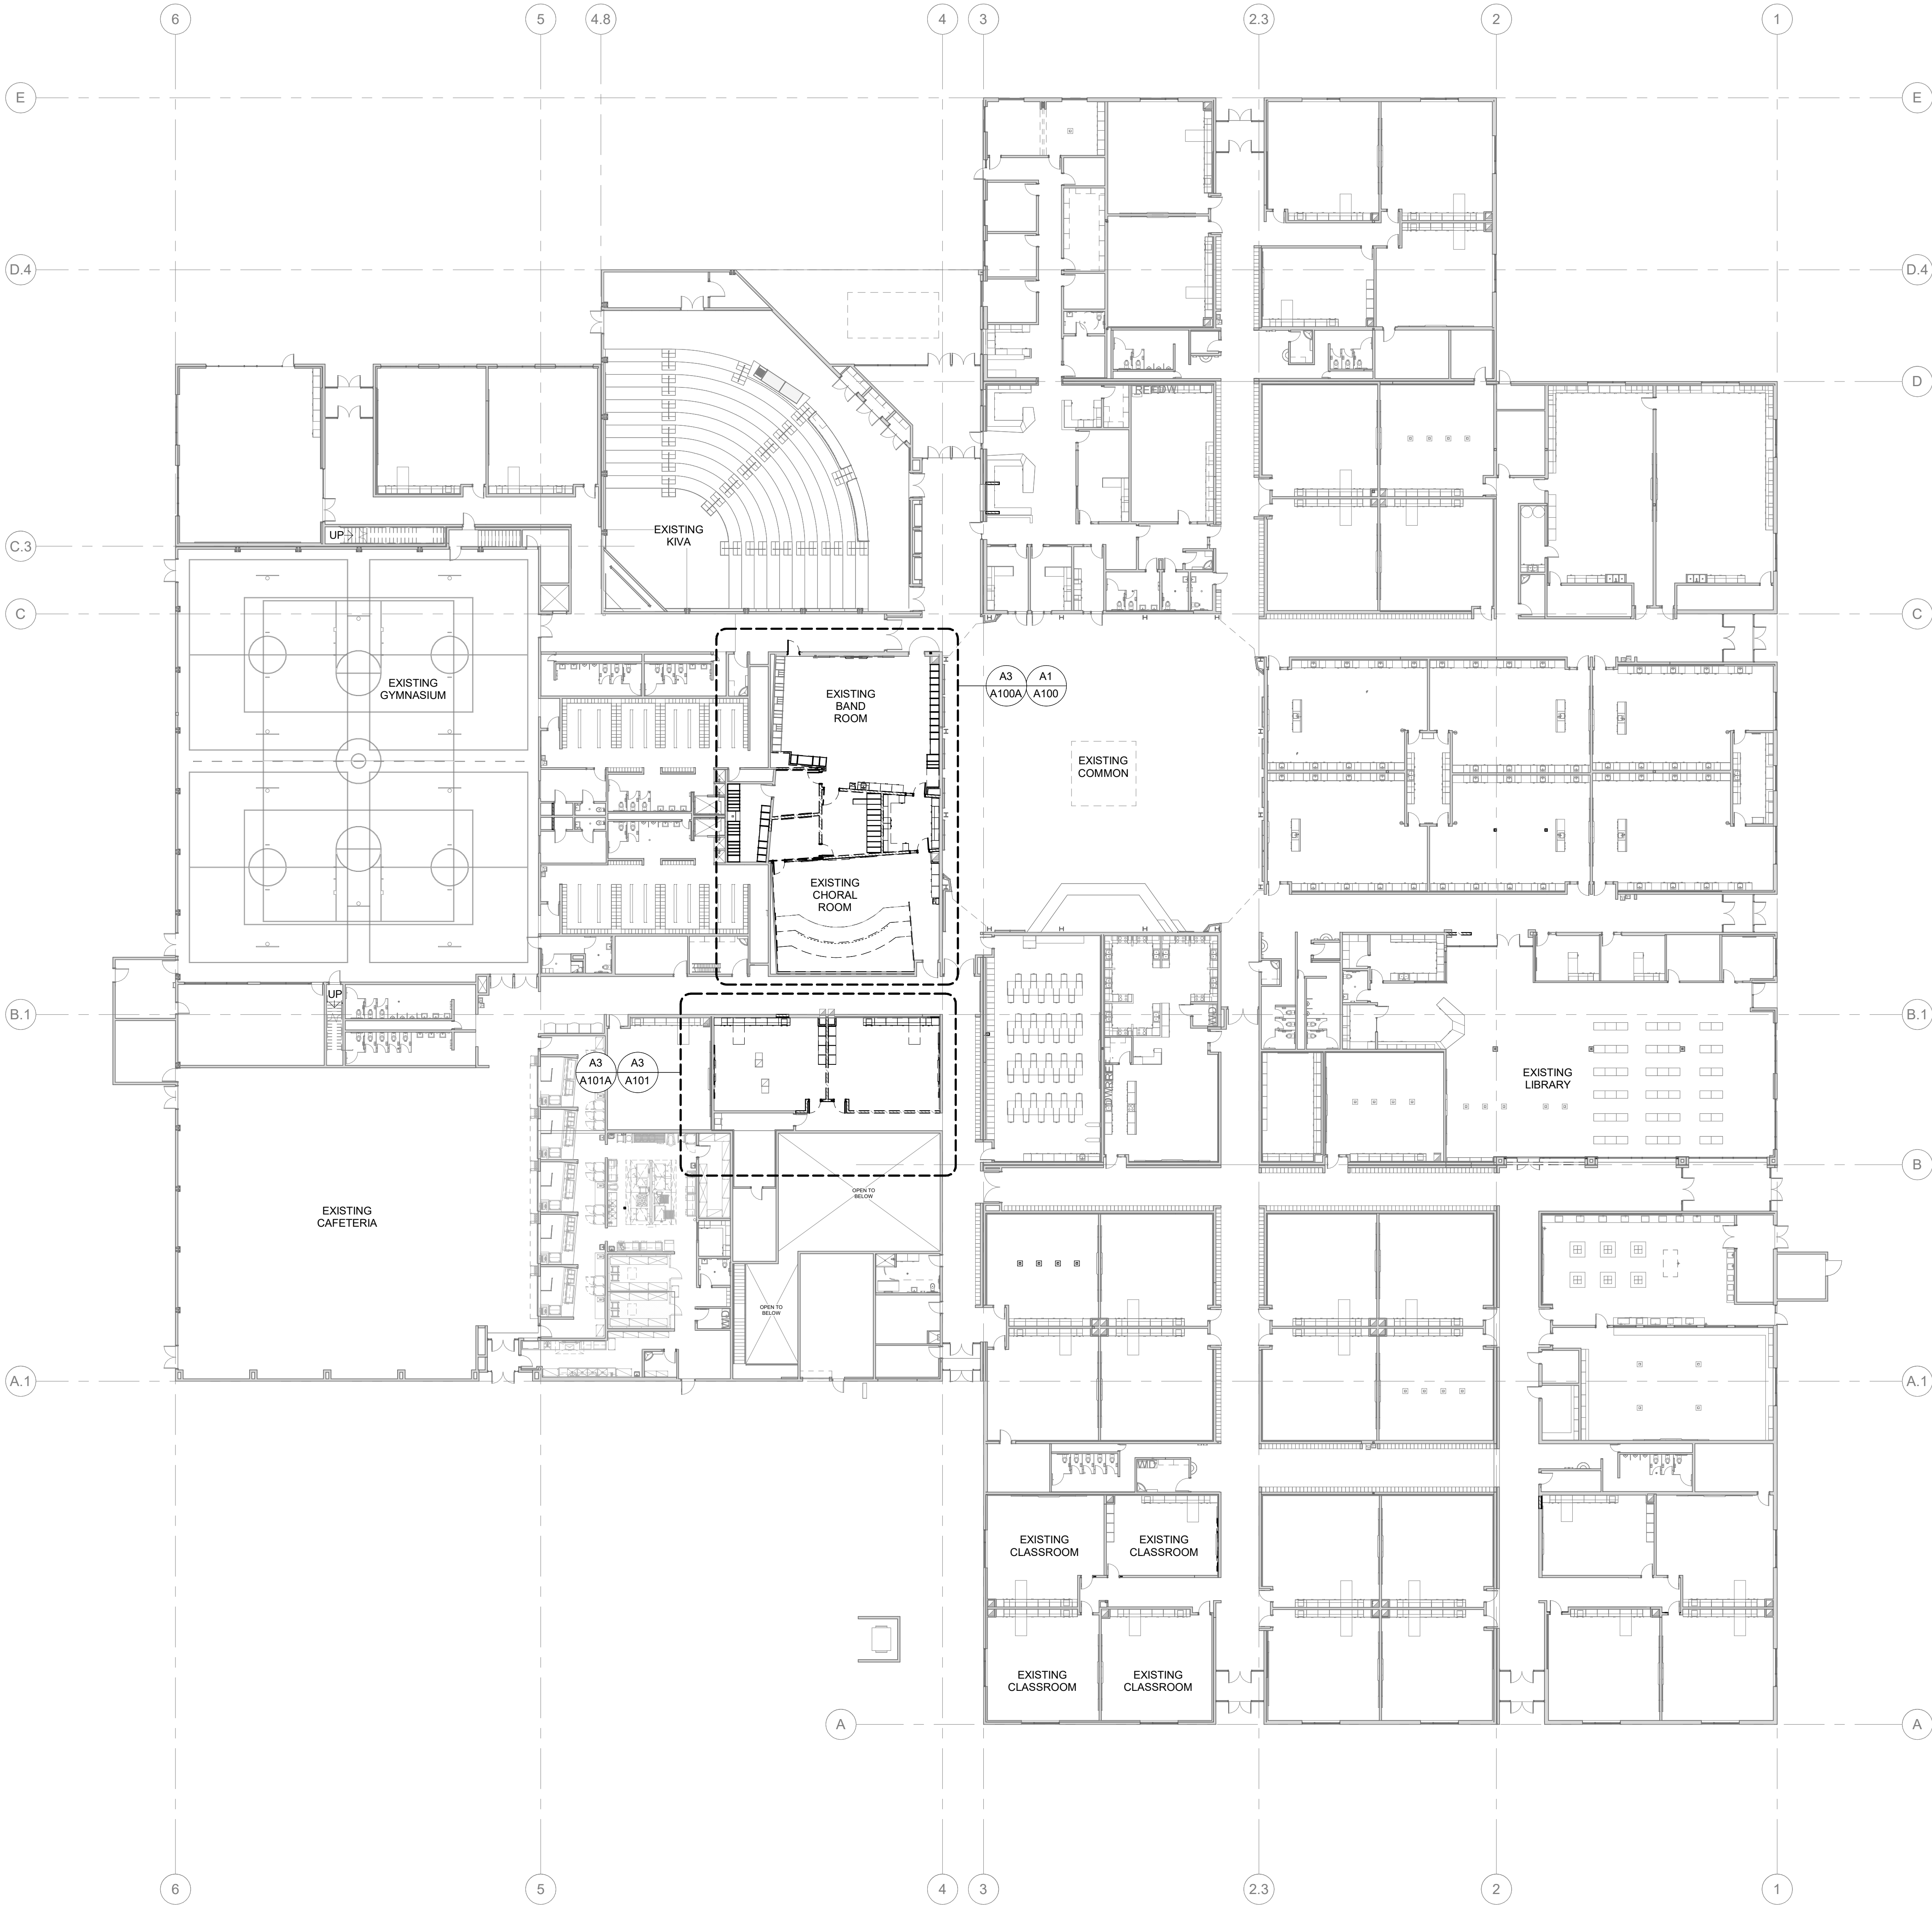 6
5
4.8
4
3
2.3
2
1
E
E
D.4
D.4
D
REF
DW
EXISTING
KIVA
UP
C.3
C
C
EXISTING
GYMNASIUM
EXISTING
BAND
ROOM
A3
A100A
A1
A100
EXISTING
COMMON
EXISTING
CHORAL
ROOM
UP
B.1
B.1
A3
A101A
A3
A101
EXISTING
LIBRARY
B
OPEN TO
BELOW
EXISTING
CAFETERIA
OPEN TO
BELOW
A.1
A.1
EXISTING
CLASSROOM
EXISTING
CLASSROOM
EXISTING
CLASSROOM
EXISTING
CLASSROOM
A
A
6
5
4
3
2.3
2
1